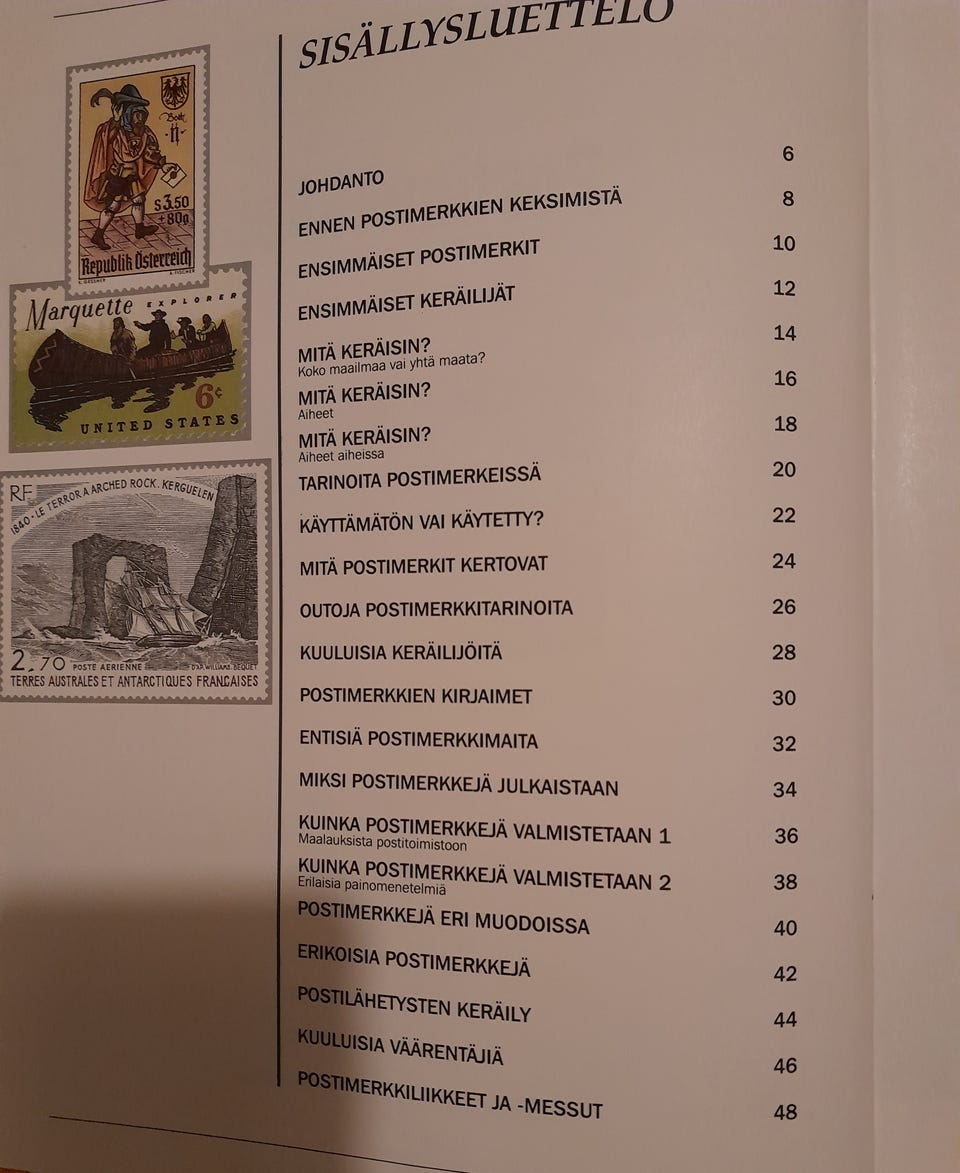 SISÄLLYSLUETTELO
JOHDANTO 6
ENNEN POSTIMERKKIEN KEKSIMISTÄ 8
ENSIMMÄISET POSTIMERKIT 10
ENSIMMÄISET KERÄILIJÄT 12
MITÄ KERÄISIN? 14
Koko maailmaa vai yhtä maata?
MITÄ KERÄISIN? 16
Aiheet
MITÄ KERÄISIN? 18
Aiheet aiheissa
TARINOITA POSTIMERKEISSÄ 20
KÄYTTÄMÄTÖN VAI KÄYTETTY? 22
MITÄ POSTIMERKIT KERTOVAT 24
OUTOJA POSTIMERKKITARINOITA 26
KUULUISIA KERÄILIJÖITÄ 28
POSTIMERKKIEN KIRJAIMET 30
ENTISIÄ POSTIMERKKIMAITA 32
MIKSI POSTIMERKKEJÄ JULKAISTAAN 34
KUINKA POSTIMERKKEJÄ VALMISTETAAN 1 36
Maalauksista postitoimistoon
KUINKA POSTIMERKKEJÄ VALMISTETAAN 2 38
Erilaisia painomenetelmiä
POSTIMERKKEJÄ ERI MUODOISSA 40
ERIKOISIA POSTIMERKKEJÄ 42
POSTILÄHETYSTEN KERÄILY 44
KUULUISIA VÄÄRENTÄJIÄ 46
POSTIMERKKILIIKKEET JA -MESSUT 48
s3.50
+80g
Republik Österreich
Marquette EXPLORER
6¢
UNITED STATES
RF
1840-LE TERROR A ARCHED ROCK. KERGUELEN
2,70 POSTE AERIENNE D'AP. WILLIAMS. BEQUET
TERRES AUSTRALES ET ANTARCTIQUES FRANCAISES